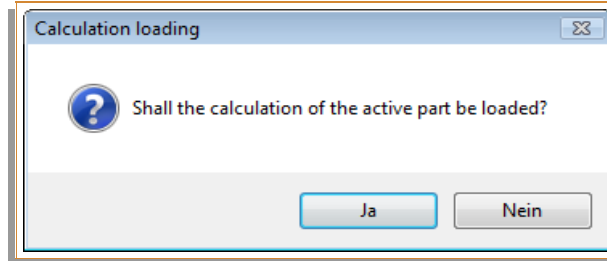 Calculation loading
Shall the calculation of the active part be loaded?
Ja
Nein